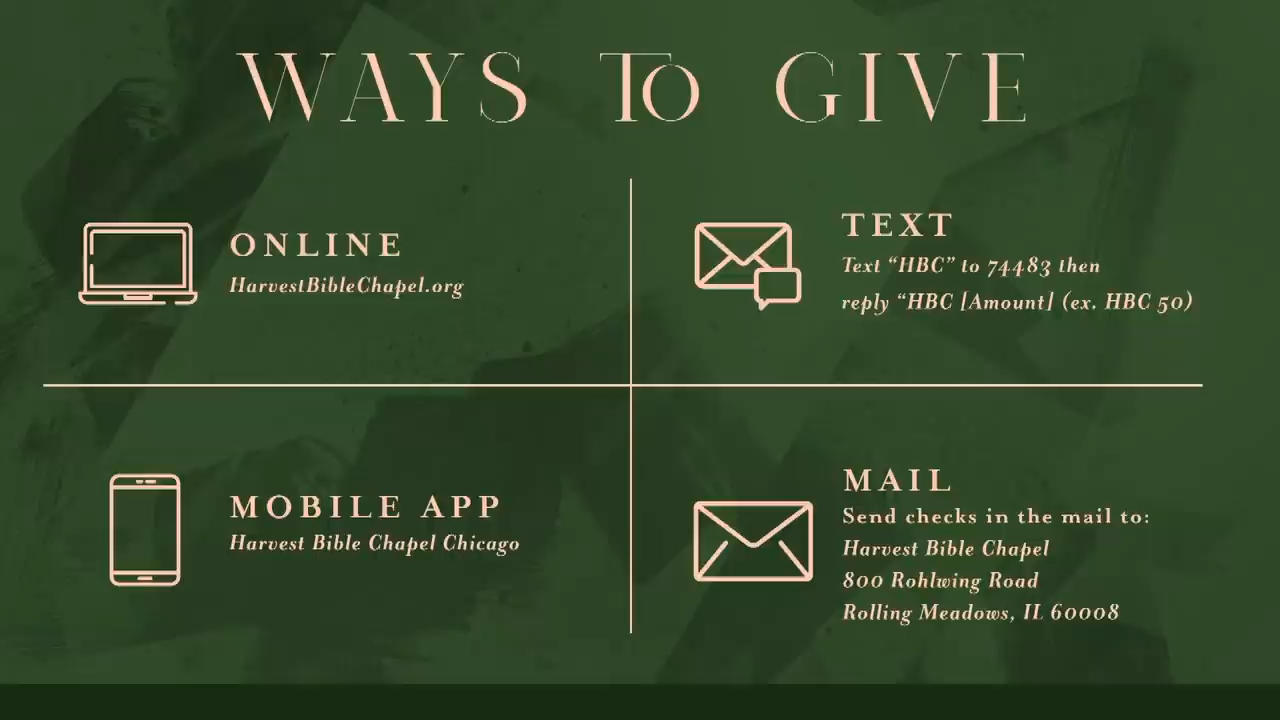 WAYS To GIVE
ONLINE
HarvestBibleChapel.org
TEXT
Text “HBC” to 74483 then
reply “HBC [Amount] (ex. HBC 50)
MOBILE APP
Harvest Bible Chapel Chicago
MAIL
Send checks in the mail to:
Harvest Bible Chapel
800 Rohlwing Road
Rolling Meadows, IL 60008